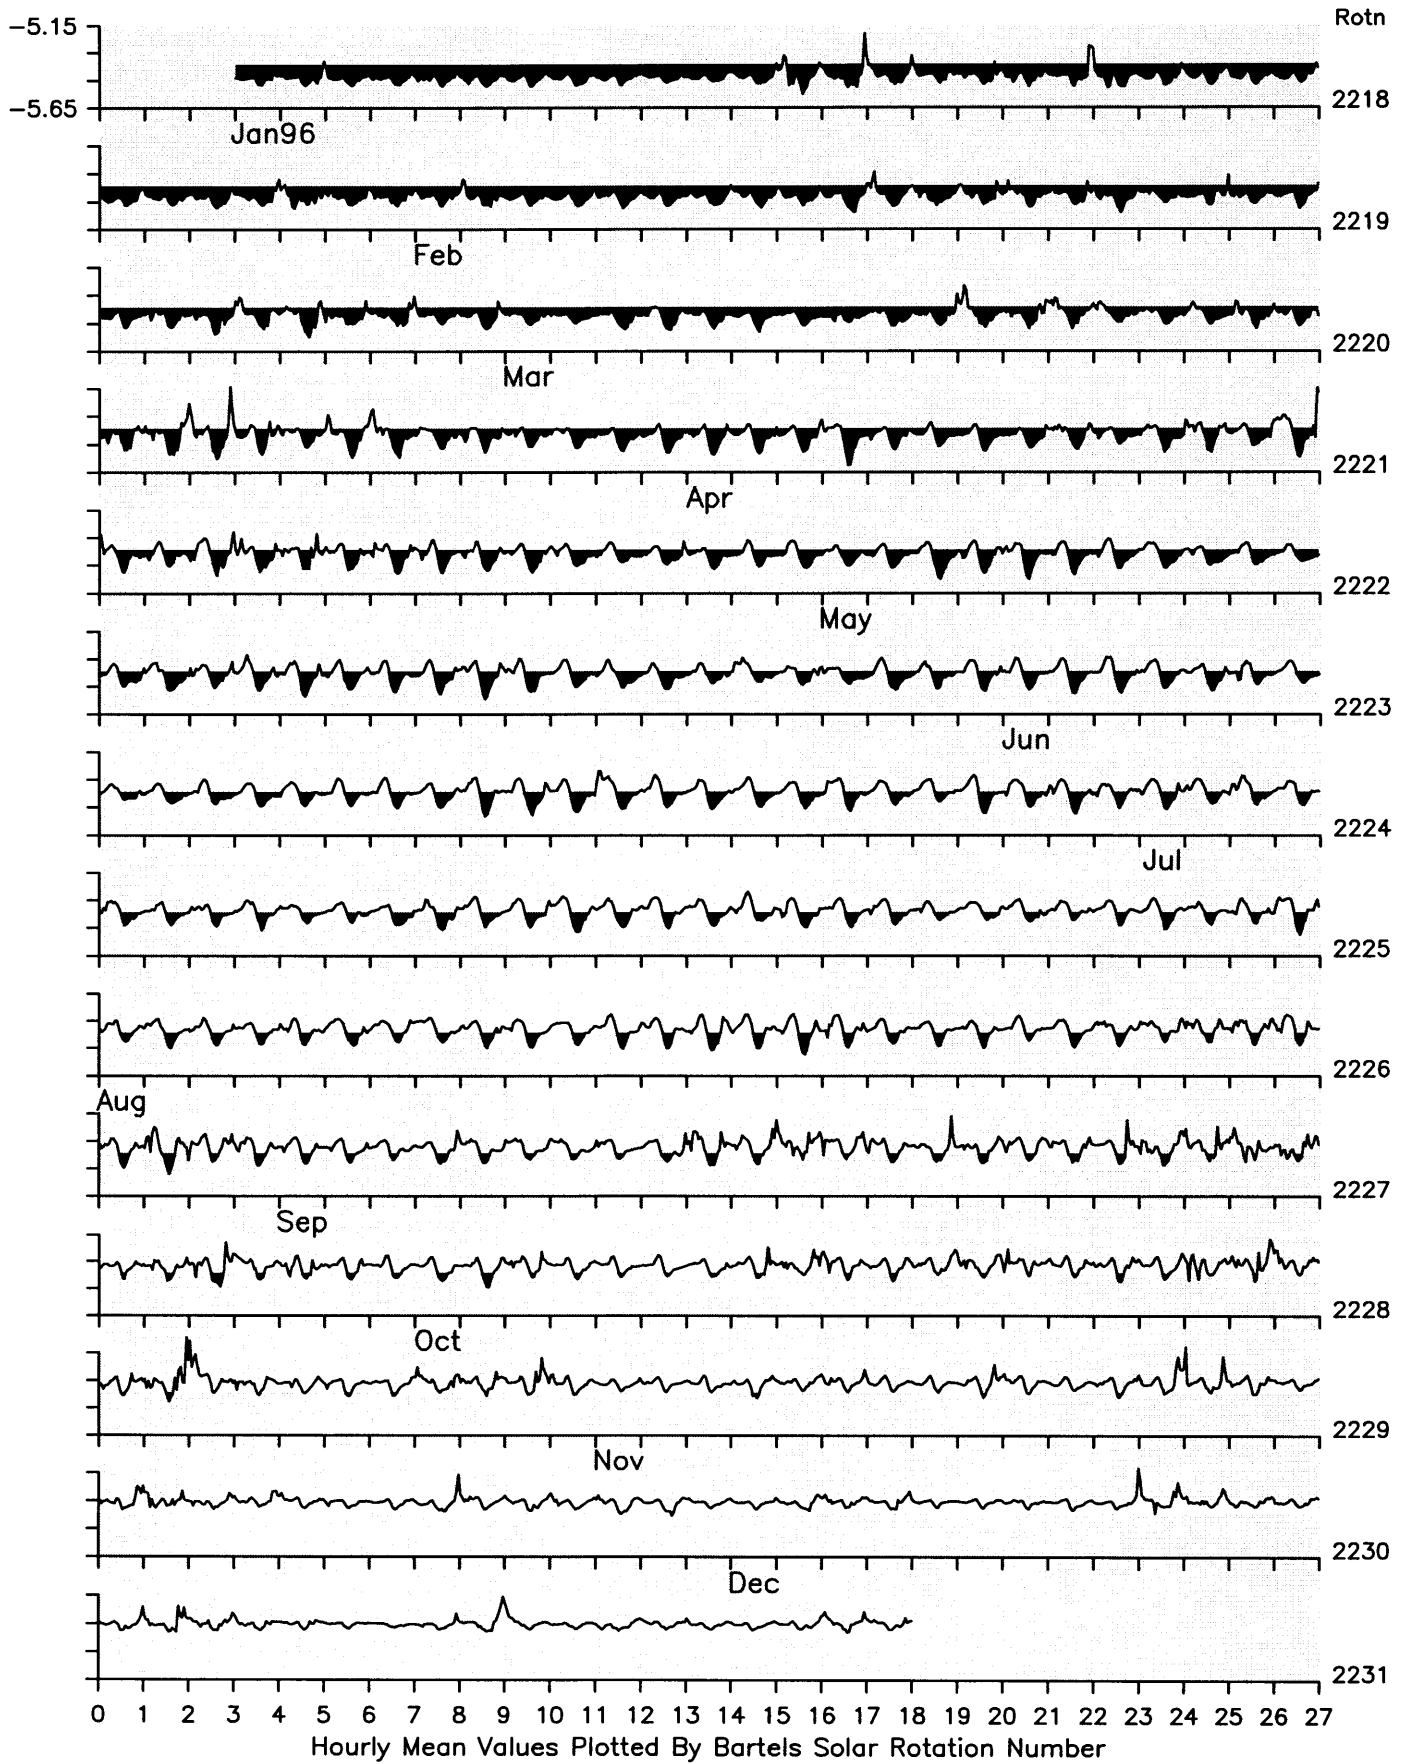 Rotn
-5.15
-5.65
2218
Jan96
2219
Feb
2220
Mar
2221
Apr
2222
May
2223
Jun
2224
Jul
2225
2226
Aug
2227
Sep
2228
Oct
2229
Nov
2230
Dec
2231
0 1 2 3 4 5 6 7 8 9 10 11 12 13 14 15 16 17 18 19 20 21 22 23 24 25 26 27
Hourly Mean Values Plotted By Bartels Solar Rotation Number